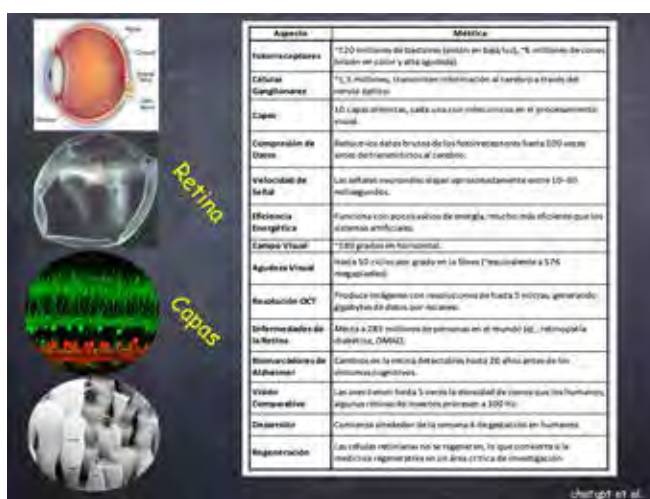 Retina
Capas
Aspecto Métrica
Fotorreceptores ~120 millones de bastones (visión en baja luz), ~6 millones de conos
(visión en color y alta agudeza).
Células
Ganglionares
millones, transmiten información al cerebro a través del
nervio óptico.
Capas 10 capas distintas, cada una con roles únicos en el procesamiento
visual.
Compresión de
Datos
datos brutos de los fotorreceptores hasta 100 veces
antes de transmitirlos al cerebro.
Velocidad de
Señal
Las señales neuronales viajan aproximadamente entre
milisegundos.
Eficiencia
Energética
Funciona con pocos vatios de energía, mucho más eficiente que los
sistemas artificiales.
Campo Visual ~180 grados en horizontal.
Agudeza Visual Hasta 50 ciclos por grado en la fóvea (~equivalente a 576
megapíxeles).
Resolución OCT Produce imágenes con resoluciones de hasta 5 micras, generando
gigabytes de datos por escaneo.
Enfermedades de
la Retina
Afecta a 285 millones de personas en el mundo (ej., retinopatía
diabética, DMAE).
Biomarcadores de
Alzheimer
Cambios en la retina detectables hasta 20 años antes de los
síntomas cognitivos.
Visión
Comparativa
Las aves tienen hasta 5 veces la densidad de conos que los humanos,
algunas retinas de insectos procesan a 300 Hz.
Desarrollo Comienza alrededor de la semana 4 de gestación en humanos.
Regeneración Las células retinianas no se regeneran, lo que convierte a la
medicina regenerativa en un área crítica de investigación.
chatgpt et al.